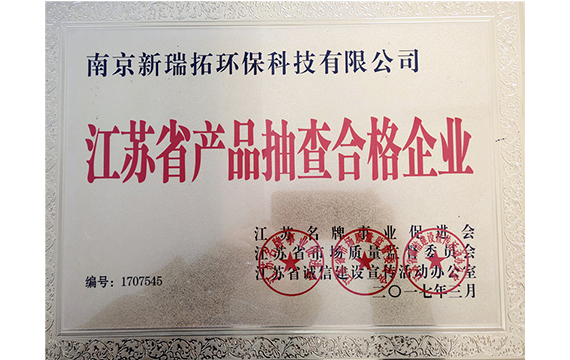 南京新瑞拓环保科技有限公司
江苏省产品抽查合格企业
江苏名牌事业促进会
江苏省市场质量监督委员会
江苏省诚信建设宣传活动办公室
编号：1707545
二〇一七年三月